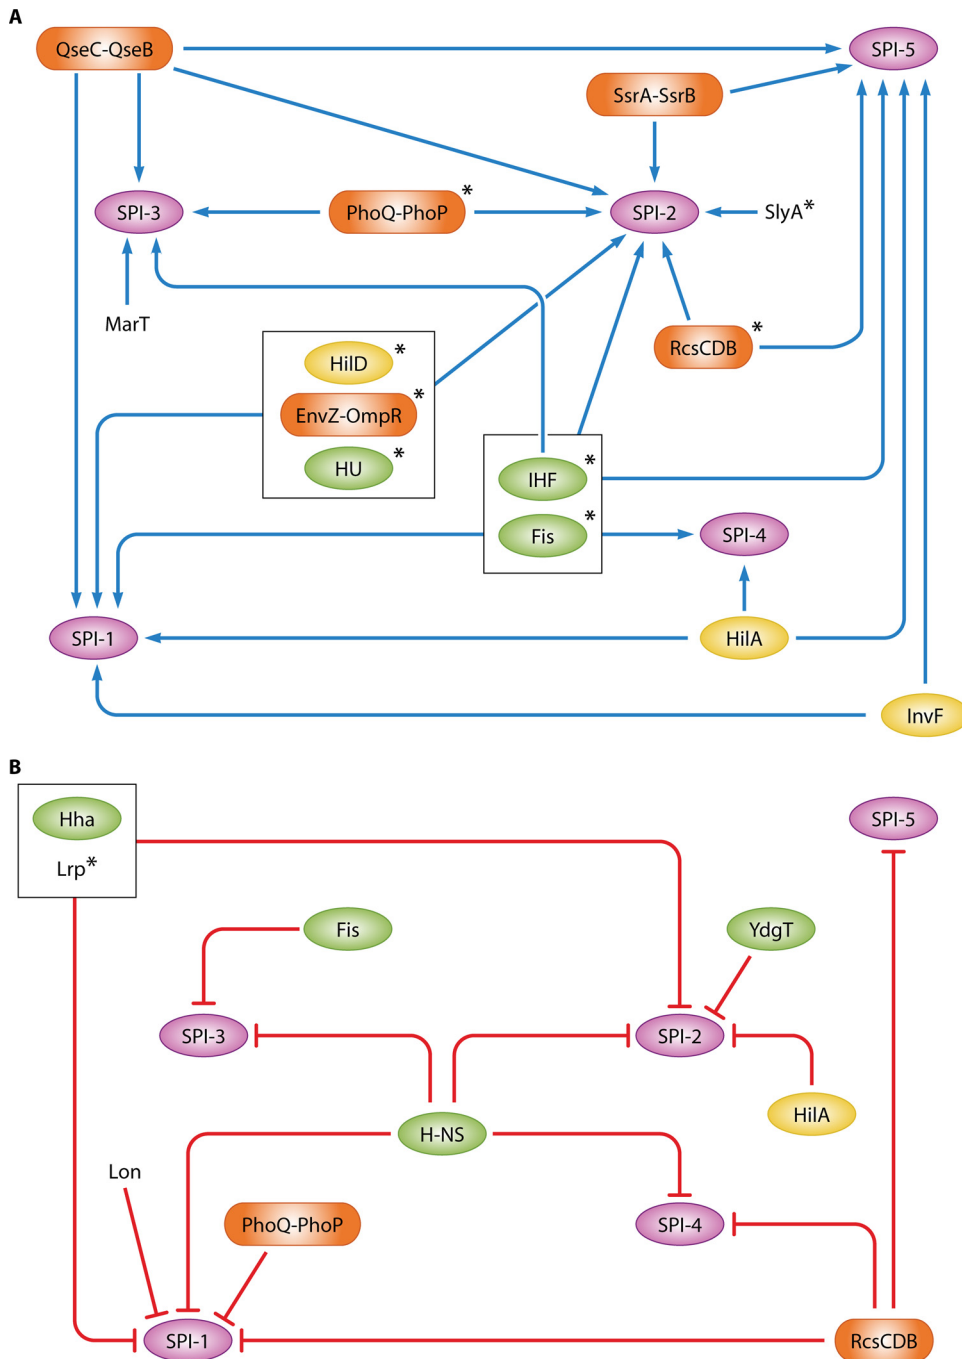 A
QseC-QseB
SPI-5
SsrA-SsrB
SPI-3
PhoQ-PhoP*
SPI-2
SlyA*
MarT
RcsCDB*
HilD*
EnvZ-OmpR*
HU*
IHF*
Fis*
SPI-4
SPI-1
HilA
InvF
B
Hha
SPI-5
Lrp*
Fis
YdgT
SPI-3
SPI-2
HilA
H-NS
Lon
PhoQ-PhoP
SPI-4
SPI-1
RcsCDB